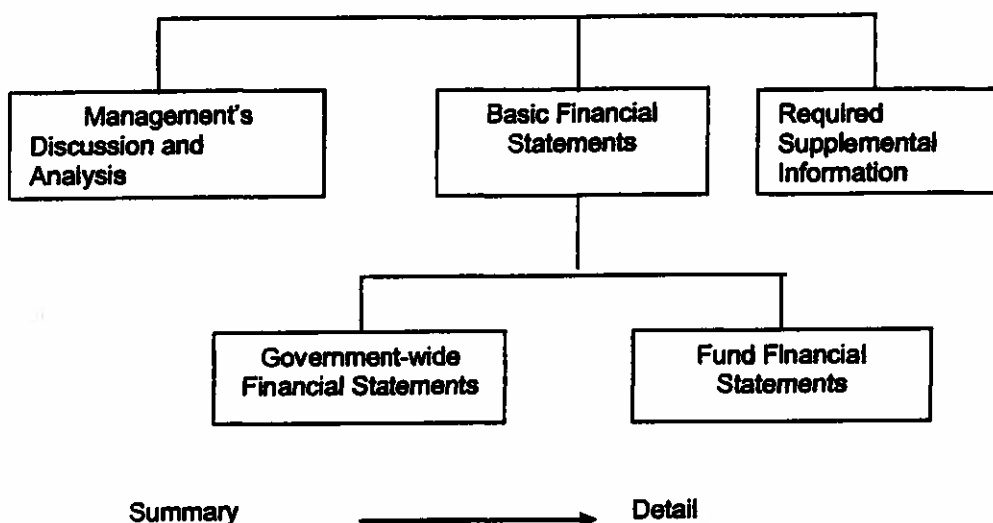 Management's
Discussion and
Analysis
Basic Financial
Statements
Required
Supplemental
Information
Government-wide
Financial Statements
Fund Financial
Statements
Summary
Detail